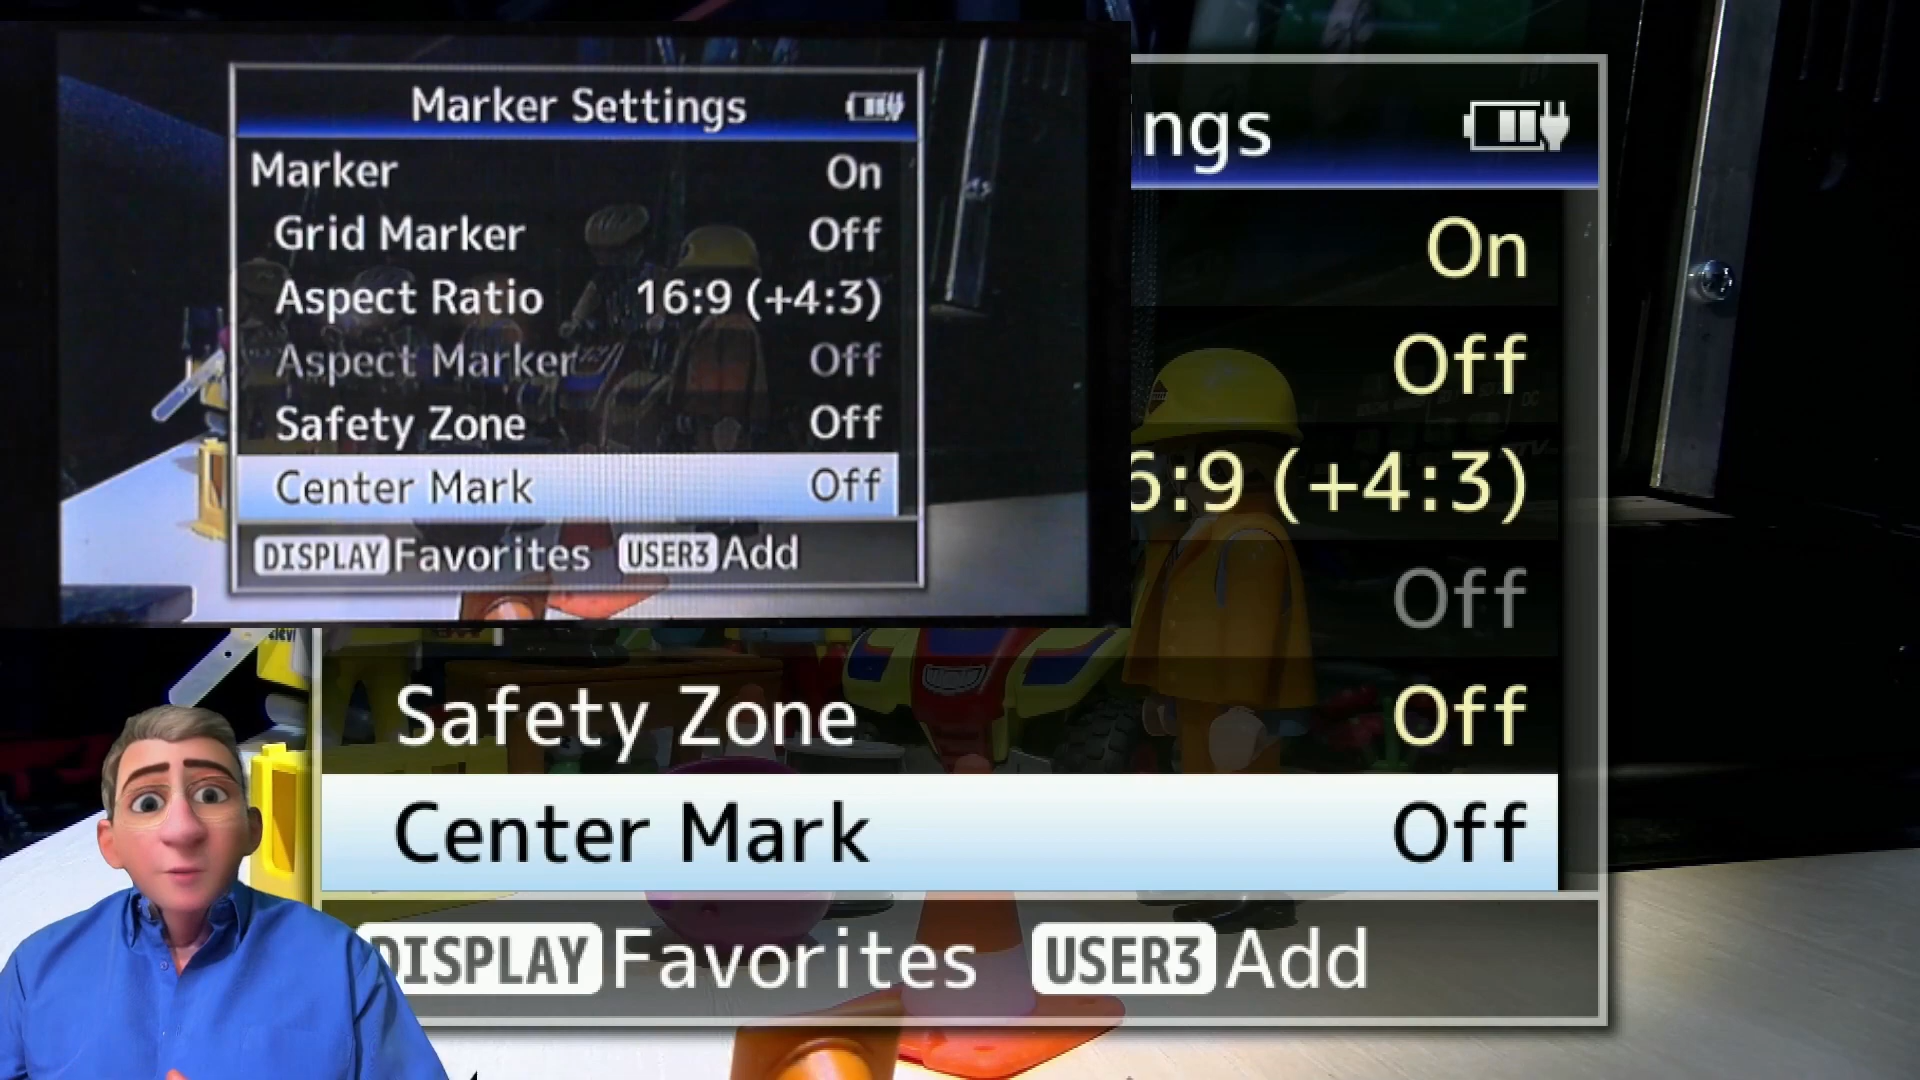 Marker Settings
Marker On
Grid Marker Off
Aspect Ratio 16:9 (+4:3)
Aspect Marker Off
Safety Zone Off
Center Mark Off
DISPLAY Favorites USER3 Add
ngs
On
Off
6:9 (+4:3)
Off
Safety Zone Off
Center Mark Off
DISPLAY Favorites USER3 Add